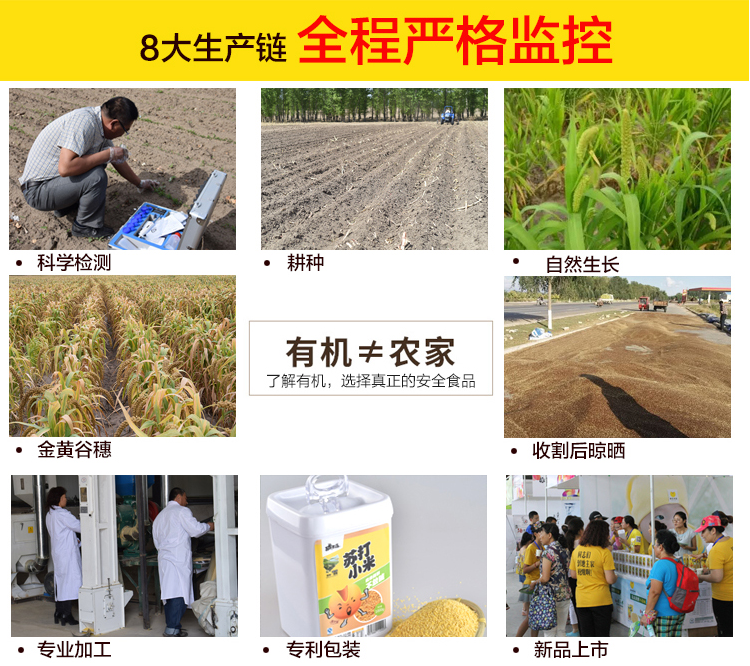 8大生产链 全程严格监控
科学检测
耕种
自然生长
有机≠农家
了解有机，选择真正的安全食品
金黄谷穗
收割后晾晒
苏打
小米
专业加工
专利包装
新品上市